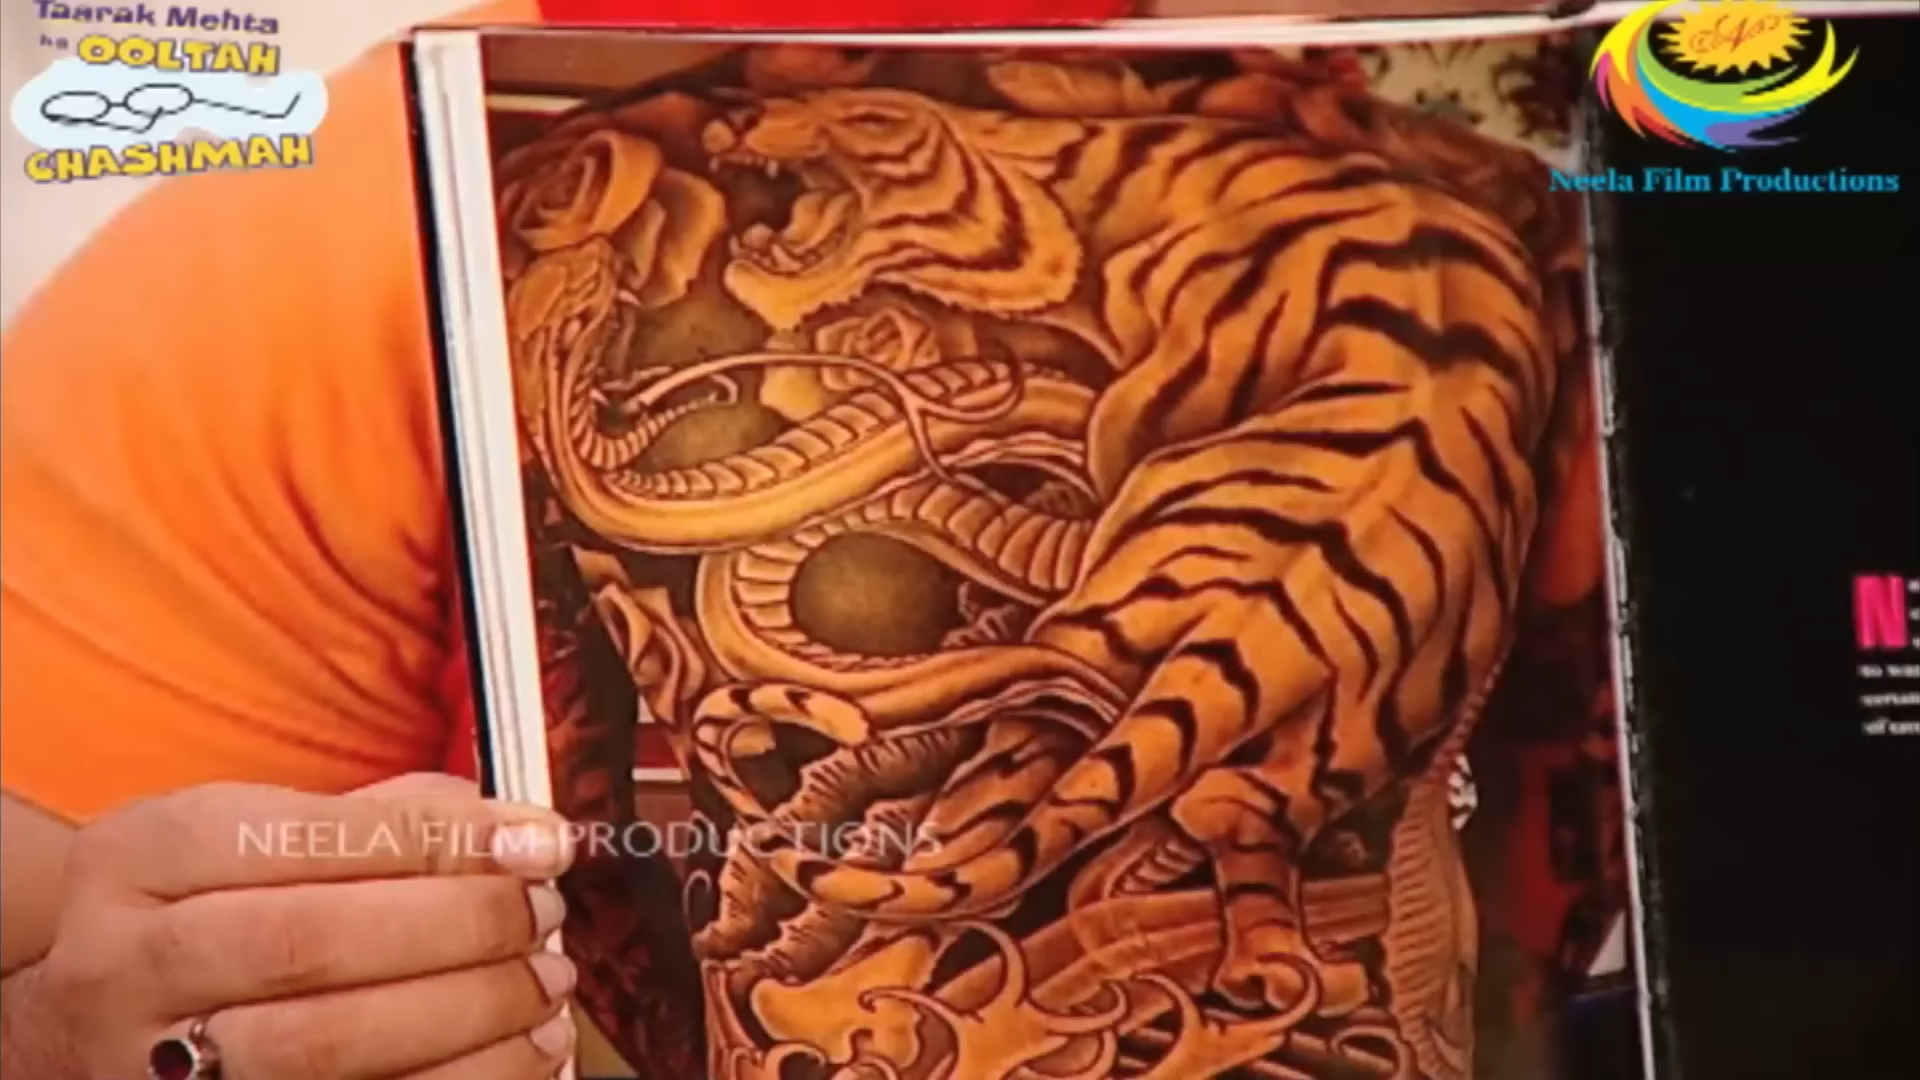 Taarak Mehta
ka OOLTAH
CHASHMAH
Neela Film Productions
NEELA FILM PRODUCTIONS
N